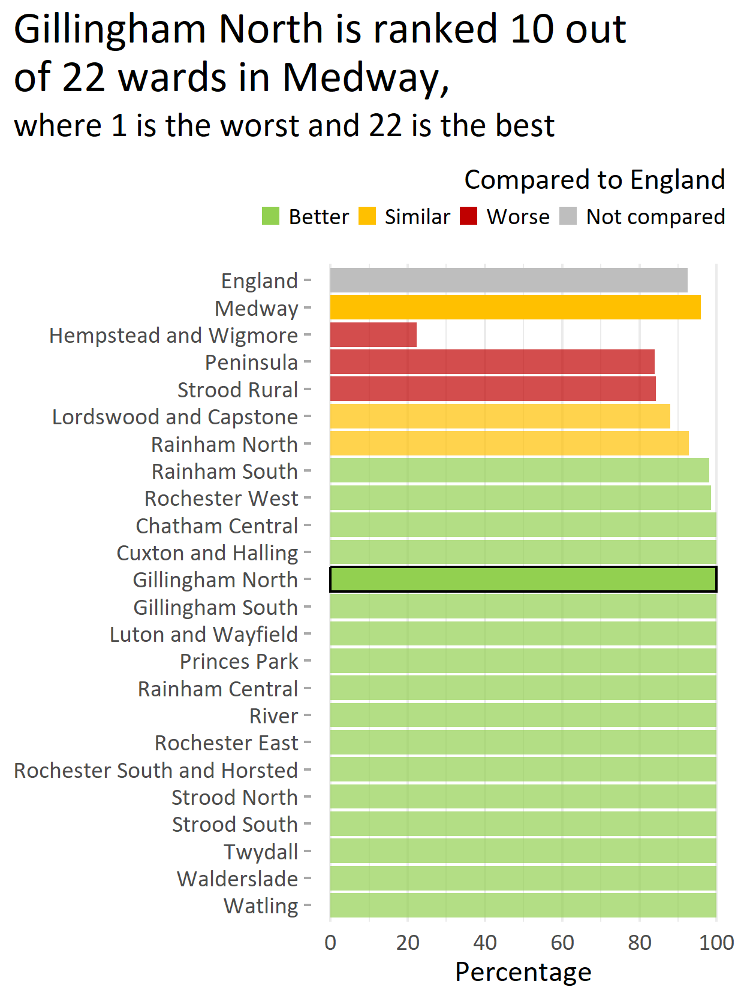 Gillingham North is ranked 10 out
of 22 wards in Medway,
where 1 is the worst and 22 is the best
Compared to England
Better Similar Worse Not compared
England
Medway
Hempstead and Wigmore
Peninsula
Strood Rural
Lordswood and Capstone
Rainham North
Rainham South
Rochester West
Chatham Central
Cuxton and Halling
Gillingham North
Gillingham South
Luton and Wayfield
Princes Park
Rainham Central
River
Rochester East
Rochester South and Horsted
Strood North
Strood South
Twydall
Walderslade
Watling
0 20 40 60 80 100
Percentage